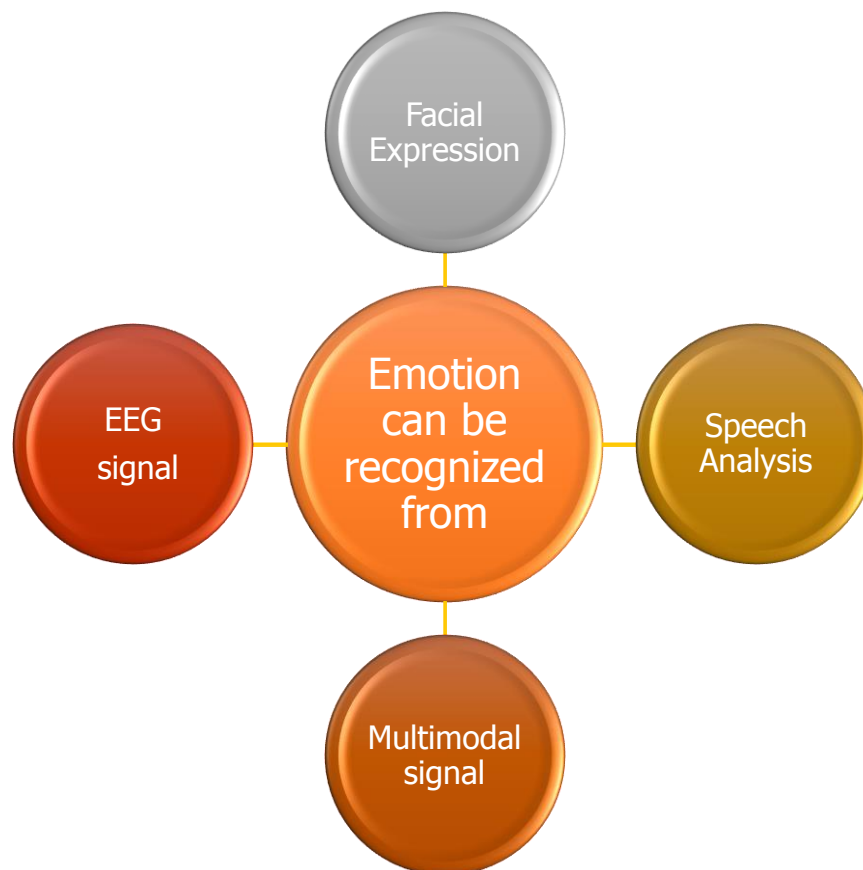 Facial
Expression
EEG
signal
Emotion
can be
recognized
from
Speech
Analysis
Multimodal
signal